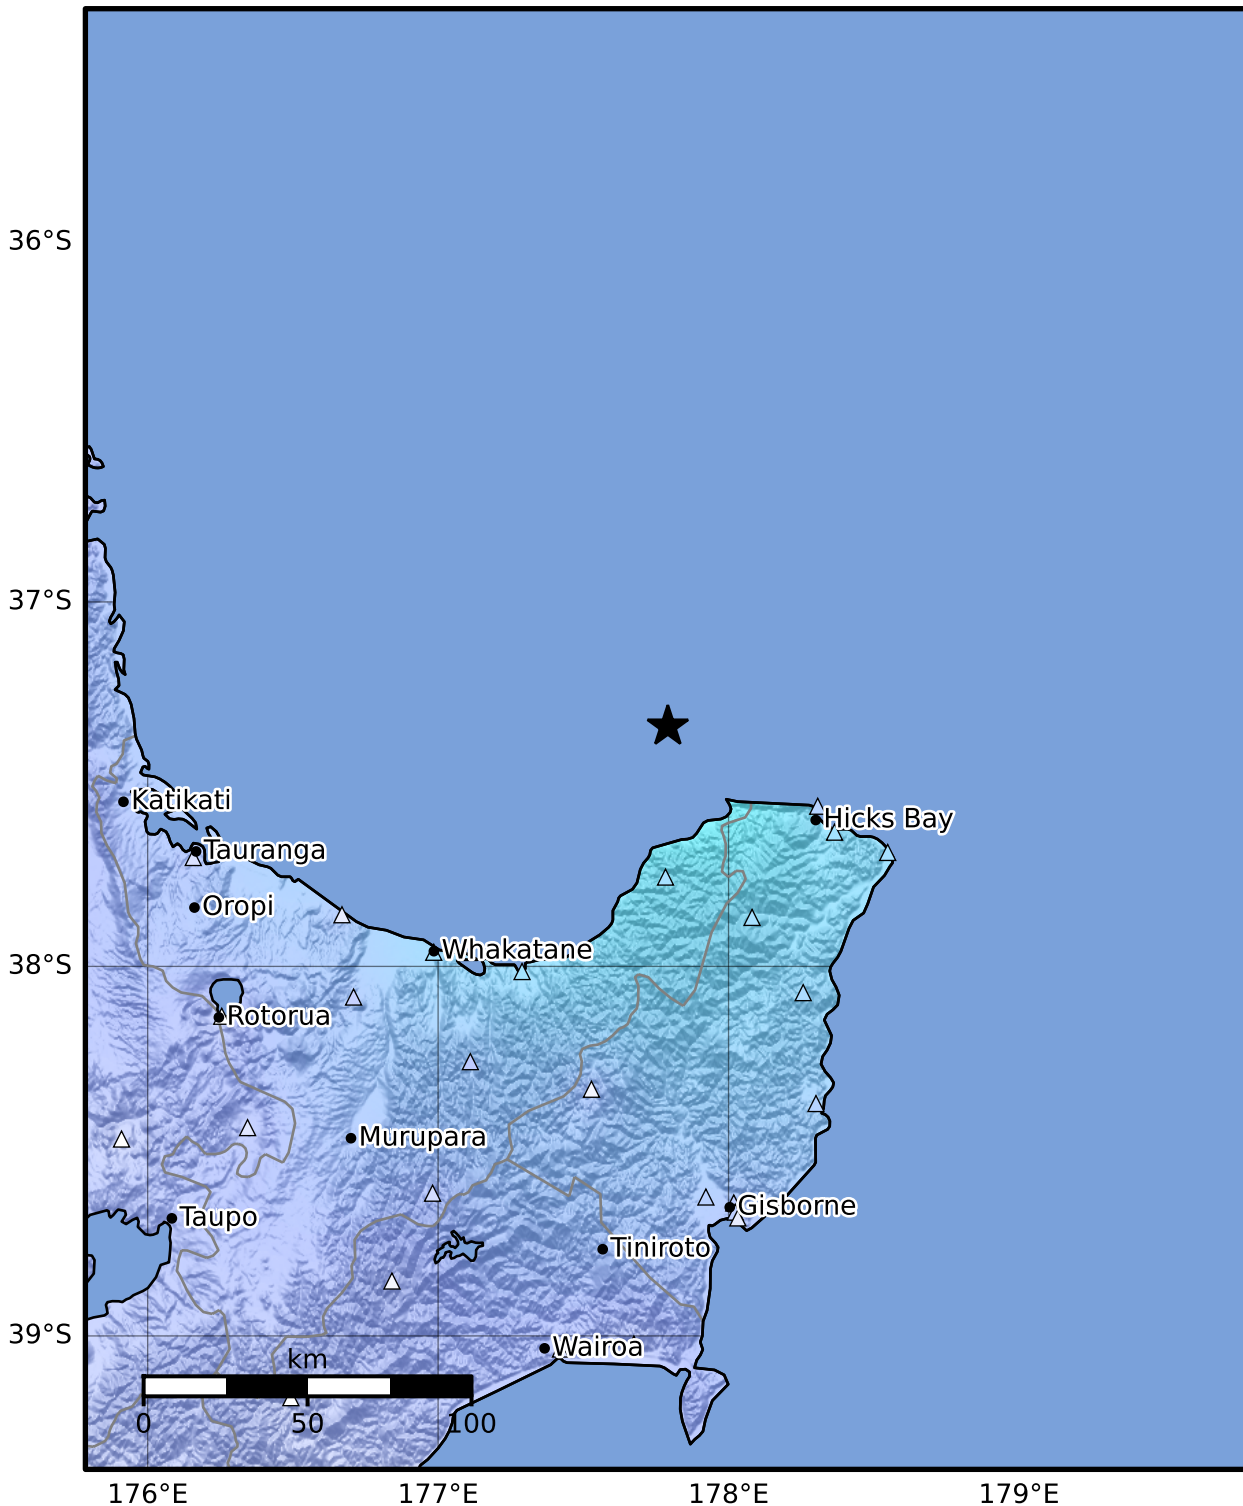 36°S
37°S
Katikati
Hicks Bay
Tauranga
Oropi
Whakatane
38°S
Rotorua
Murupara
Gisborne
Taupo
Tiniroto
39°S
Wairoa
km
0 50 100
176°E 177°E 178°E 179°E